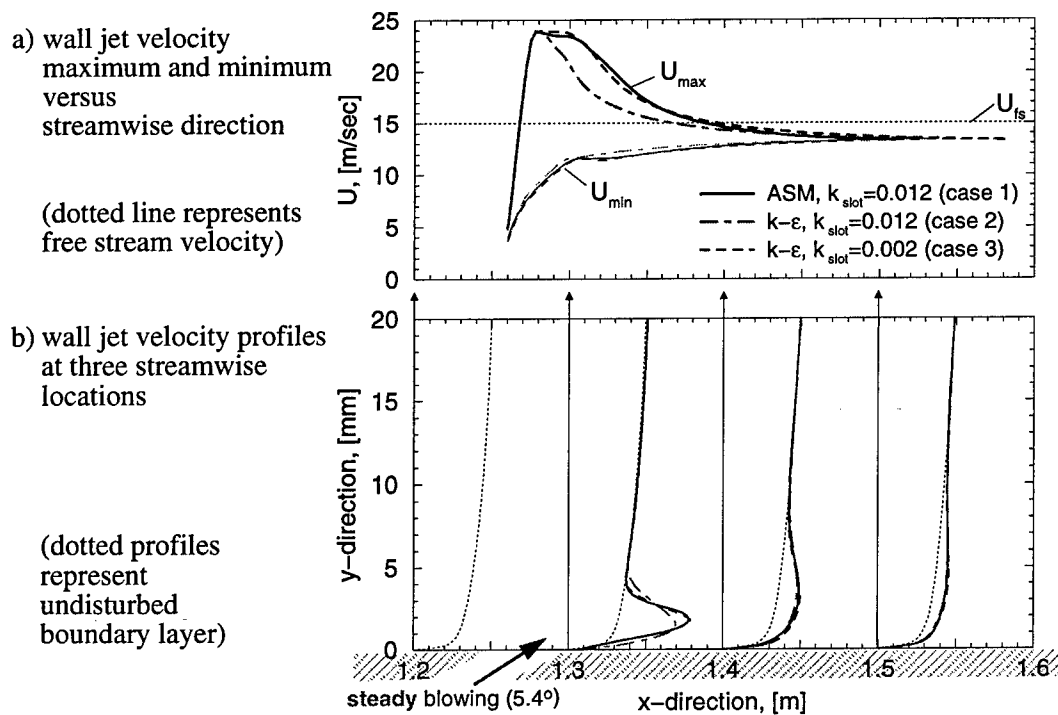 a) wall jet velocity
maximum and minimum
versus
streamwise direction
(dotted line represents
free stream velocity)
U, [m/sec]
25
20
15
10
5
0
Umax
Ufs
Umin
ASM, kslot=0.012 (case 1)
k-ε, kslot=0.012 (case 2)
k-ε, kslot=0.002 (case 3)
b) wall jet velocity profiles
at three streamwise
locations
(dotted profiles
represent
undisturbed
boundary layer)
y-direction, [mm]
20
15
10
5
0
1.2
1.3
1.4
1.5
1.6
steady blowing (5.4º)
x-direction, [m]